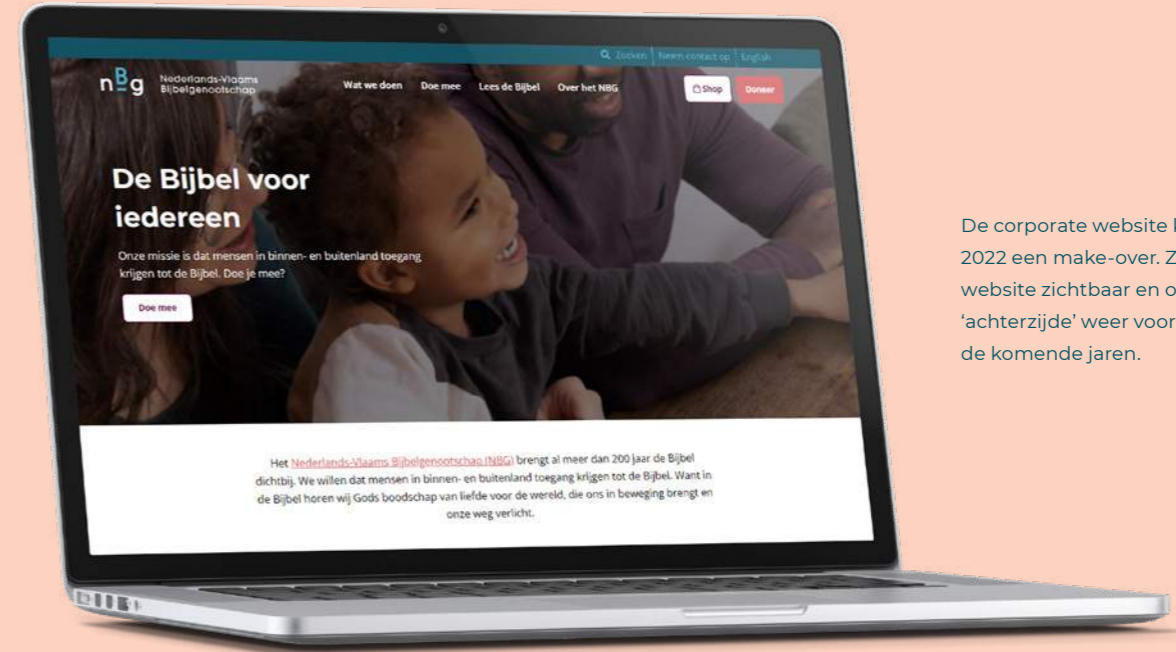 Zoeken Neem contact op English
nBg Nederlands-Vlaams
Bijbelgenootschap
Wat we doen Doe mee Lees de Bijbel Over het NBG Shop Doneer
De Bijbel voor
iedereen
Onze missie is dat mensen in binnen- en buitenland toegang
krijgen tot de Bijbel. Doe je mee?
Doe mee
Het Nederlands-Vlaams Bijbelgenootschap (NBG) brengt al meer dan 200 jaar de Bijbel
dichtbij. We willen dat mensen in binnen- en buitenland toegang krijgen tot de Bijbel. Want in
de Bijbel horen wij Gods boodschap van liefde voor de wereld, die ons in beweging brengt en
onze weg verlicht.
De corporate website
2022 een make-over.
website zichtbaar en
‘achterzijde’ weer voor
de komende jaren.